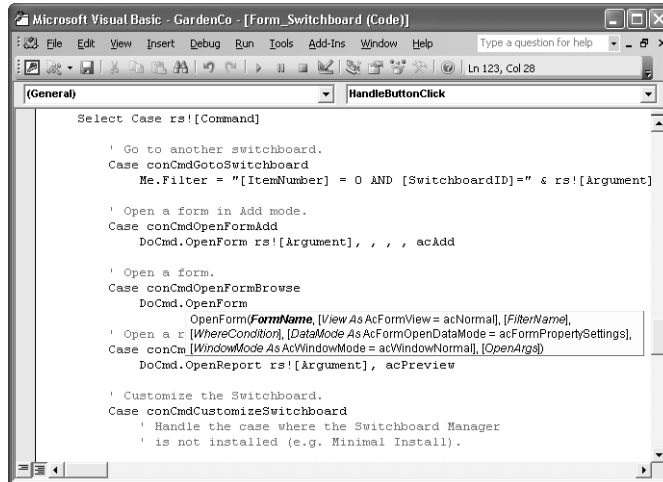 Microsoft Visual Basic - GardenCo - [Form_Switchboard (Code)]
File Edit View Insert Debug Run Tools Add-Ins Window Help Type a question for help
Ln 123, Col 28
(General) HandleButtonClick
Select Case rs![Command]
' Go to another switchboard.
Case conCmdGotoSwitchboard
Me.Filter = "[ItemNumber] = 0 AND [SwitchboardID]=" & rs![Argument]
' Open a form in Add mode.
Case conCmdOpenFormAdd
DoCmd.OpenForm rs![Argument], , , , acAdd
' Open a form.
Case conCmdOpenFormBrowse
DoCmd.OpenForm
OpenForm(FormName, [View As AcFormView = acNormal], [FilterName],
' Open a r [WhereCondition], [DataMode As AcFormOpenDataMode = acFormPropertySettings],
Case conCm [WindowMode As AcWindowMode = acWindowNormal], [OpenArgs])
DoCmd.OpenReport rs![Argument], acPreview
' Customize the Switchboard.
Case conCmdCustomizeSwitchboard
' Handle the case where the Switchboard Manager
' is not installed (e.g. Minimal Install).